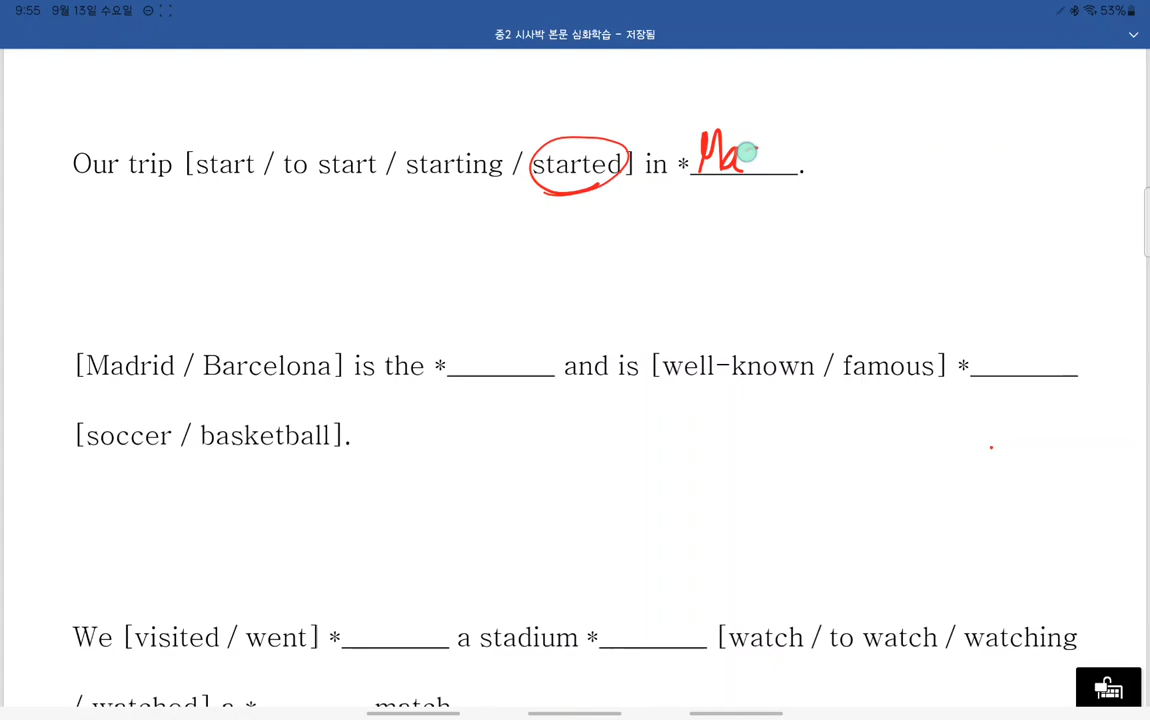 9:55 9월 13일 수요일 53%
중2 시사박 본문 심화학습 - 저장됨
Our trip [start / to start / starting / started] in *________. Ma
[Madrid / Barcelona] is the *________ and is [well-known / famous] *________
[soccer / basketball].
We [visited / went] *________ a stadium *________ [watch / to watch / watching
/ watched] a *________ match